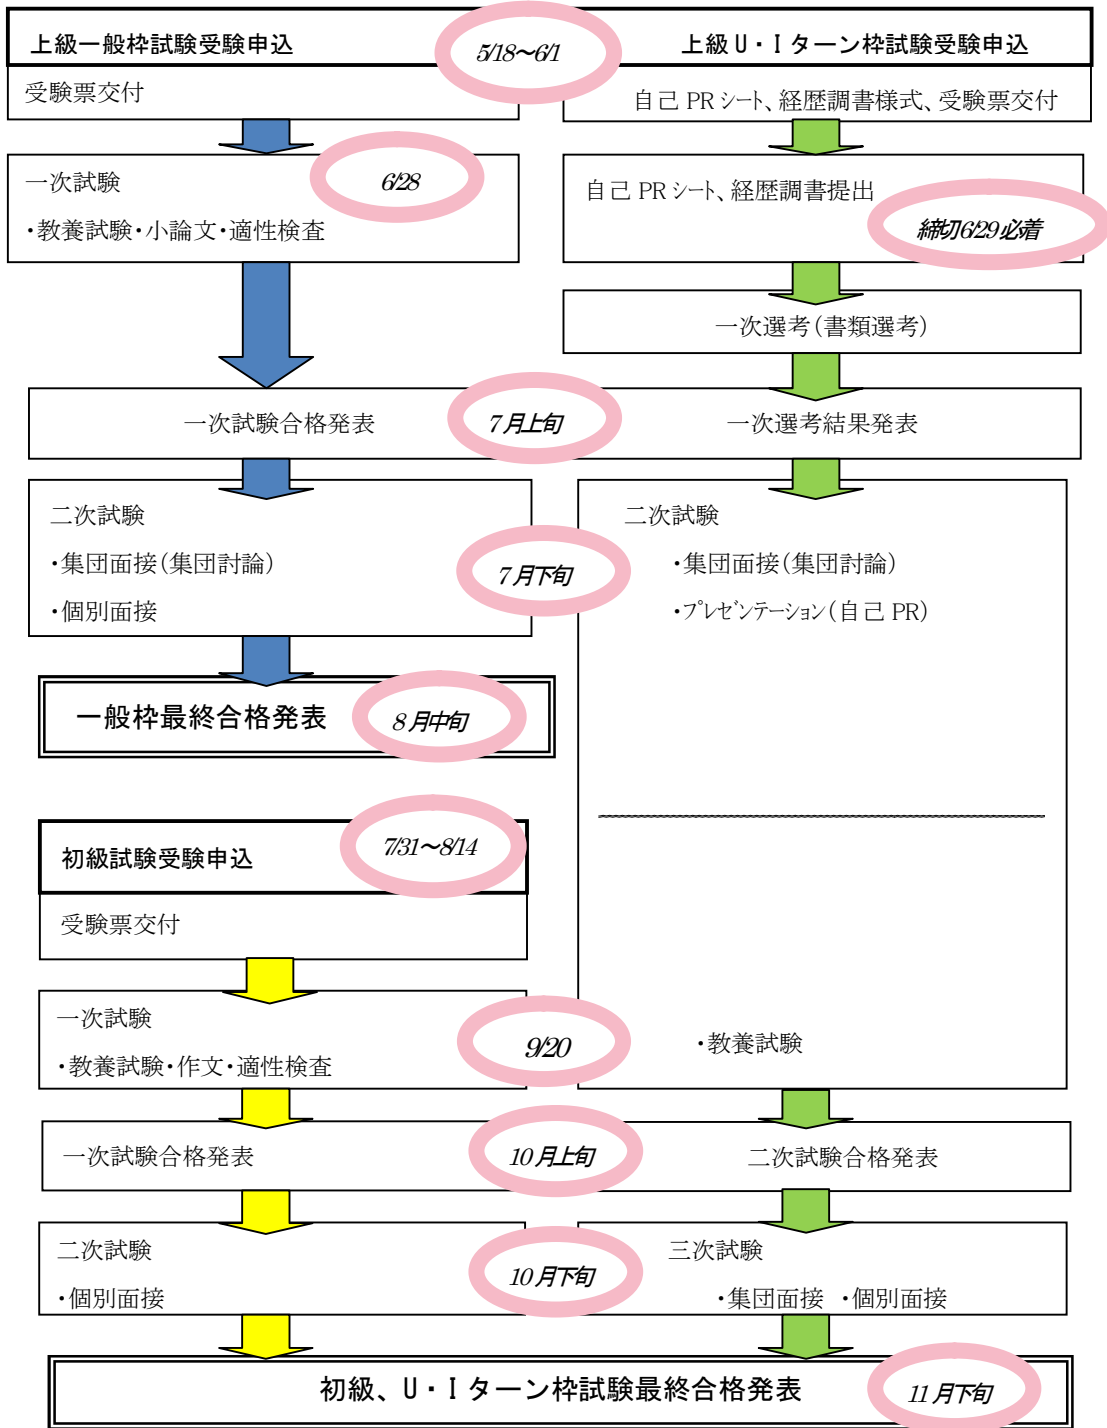 上級一般枠試験受験申込
5/18～6/1
上級U・Iターン枠試験受験申込
受験票交付
自己PRシート、経歴調書様式、受験票交付
一次試験
6/28
・教養試験・小論文・適性検査
自己PRシート、経歴調書提出
締切6/29必着
一次選考(書類選考)
一次試験合格発表
7月上旬
一次選考結果発表
二次試験
・集団面接(集団討論)
・個別面接
7月下旬
二次試験
・集団面接(集団討論)
・プレゼンテーション(自己PR)
一般枠最終合格発表
8月中旬
初級試験受験申込
7/31～8/14
受験票交付
一次試験
・教養試験・作文・適性検査
9/20
・教養試験
一次試験合格発表
10月上旬
二次試験合格発表
二次試験
・個別面接
10月下旬
三次試験
・集団面接 ・個別面接
初級、U・Iターン枠試験最終合格発表
11月下旬